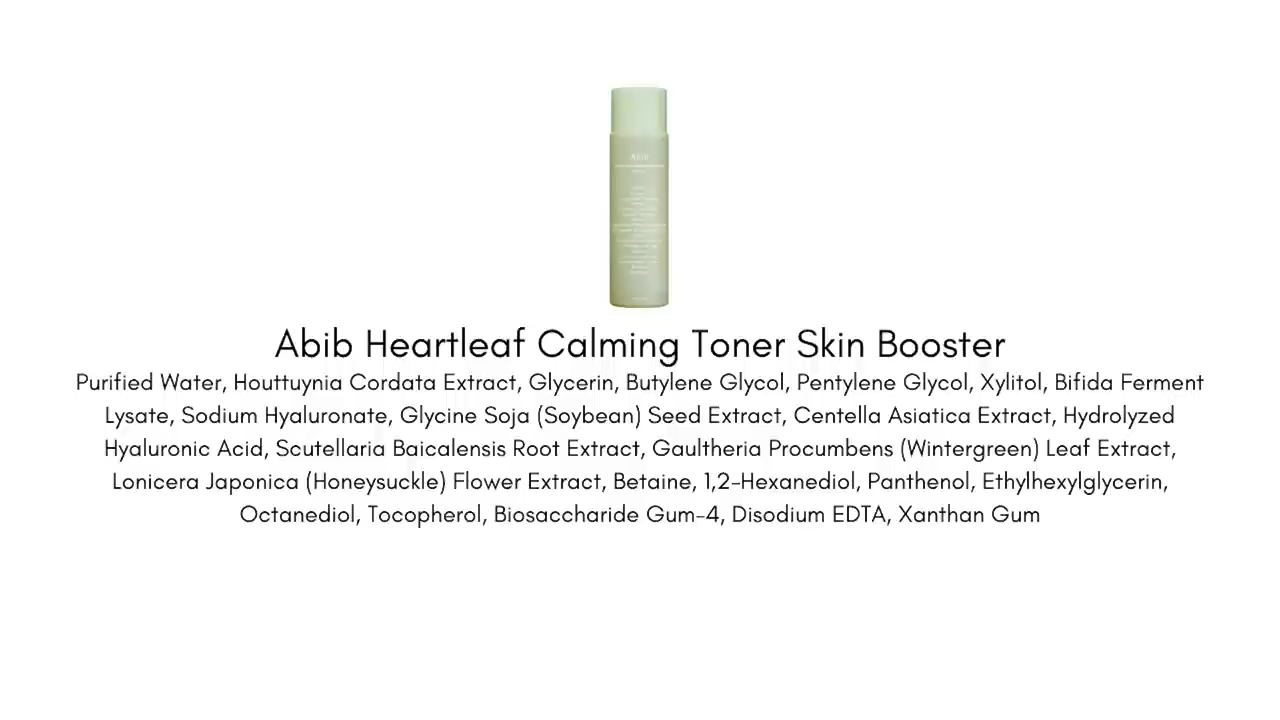 Abib
Abib Heartleaf Calming Toner Skin Booster
Purified Water, Houttuynia Cordata Extract, Glycerin, Butylene Glycol, Pentylene Glycol, Xylitol, Bifida Ferment
Lysate, Sodium Hyaluronate, Glycine Soja (Soybean) Seed Extract, Centella Asiatica Extract, Hydrolyzed
Hyaluronic Acid, Scutellaria Baicalensis Root Extract, Gaultheria Procumbens (Wintergreen) Leaf Extract,
Lonicera Japonica (Honeysuckle) Flower Extract, Betaine, 1,2-Hexanediol, Panthenol, Ethylhexylglycerin,
Octanediol, Tocopherol, Biosaccharide Gum-4, Disodium EDTA, Xanthan Gum